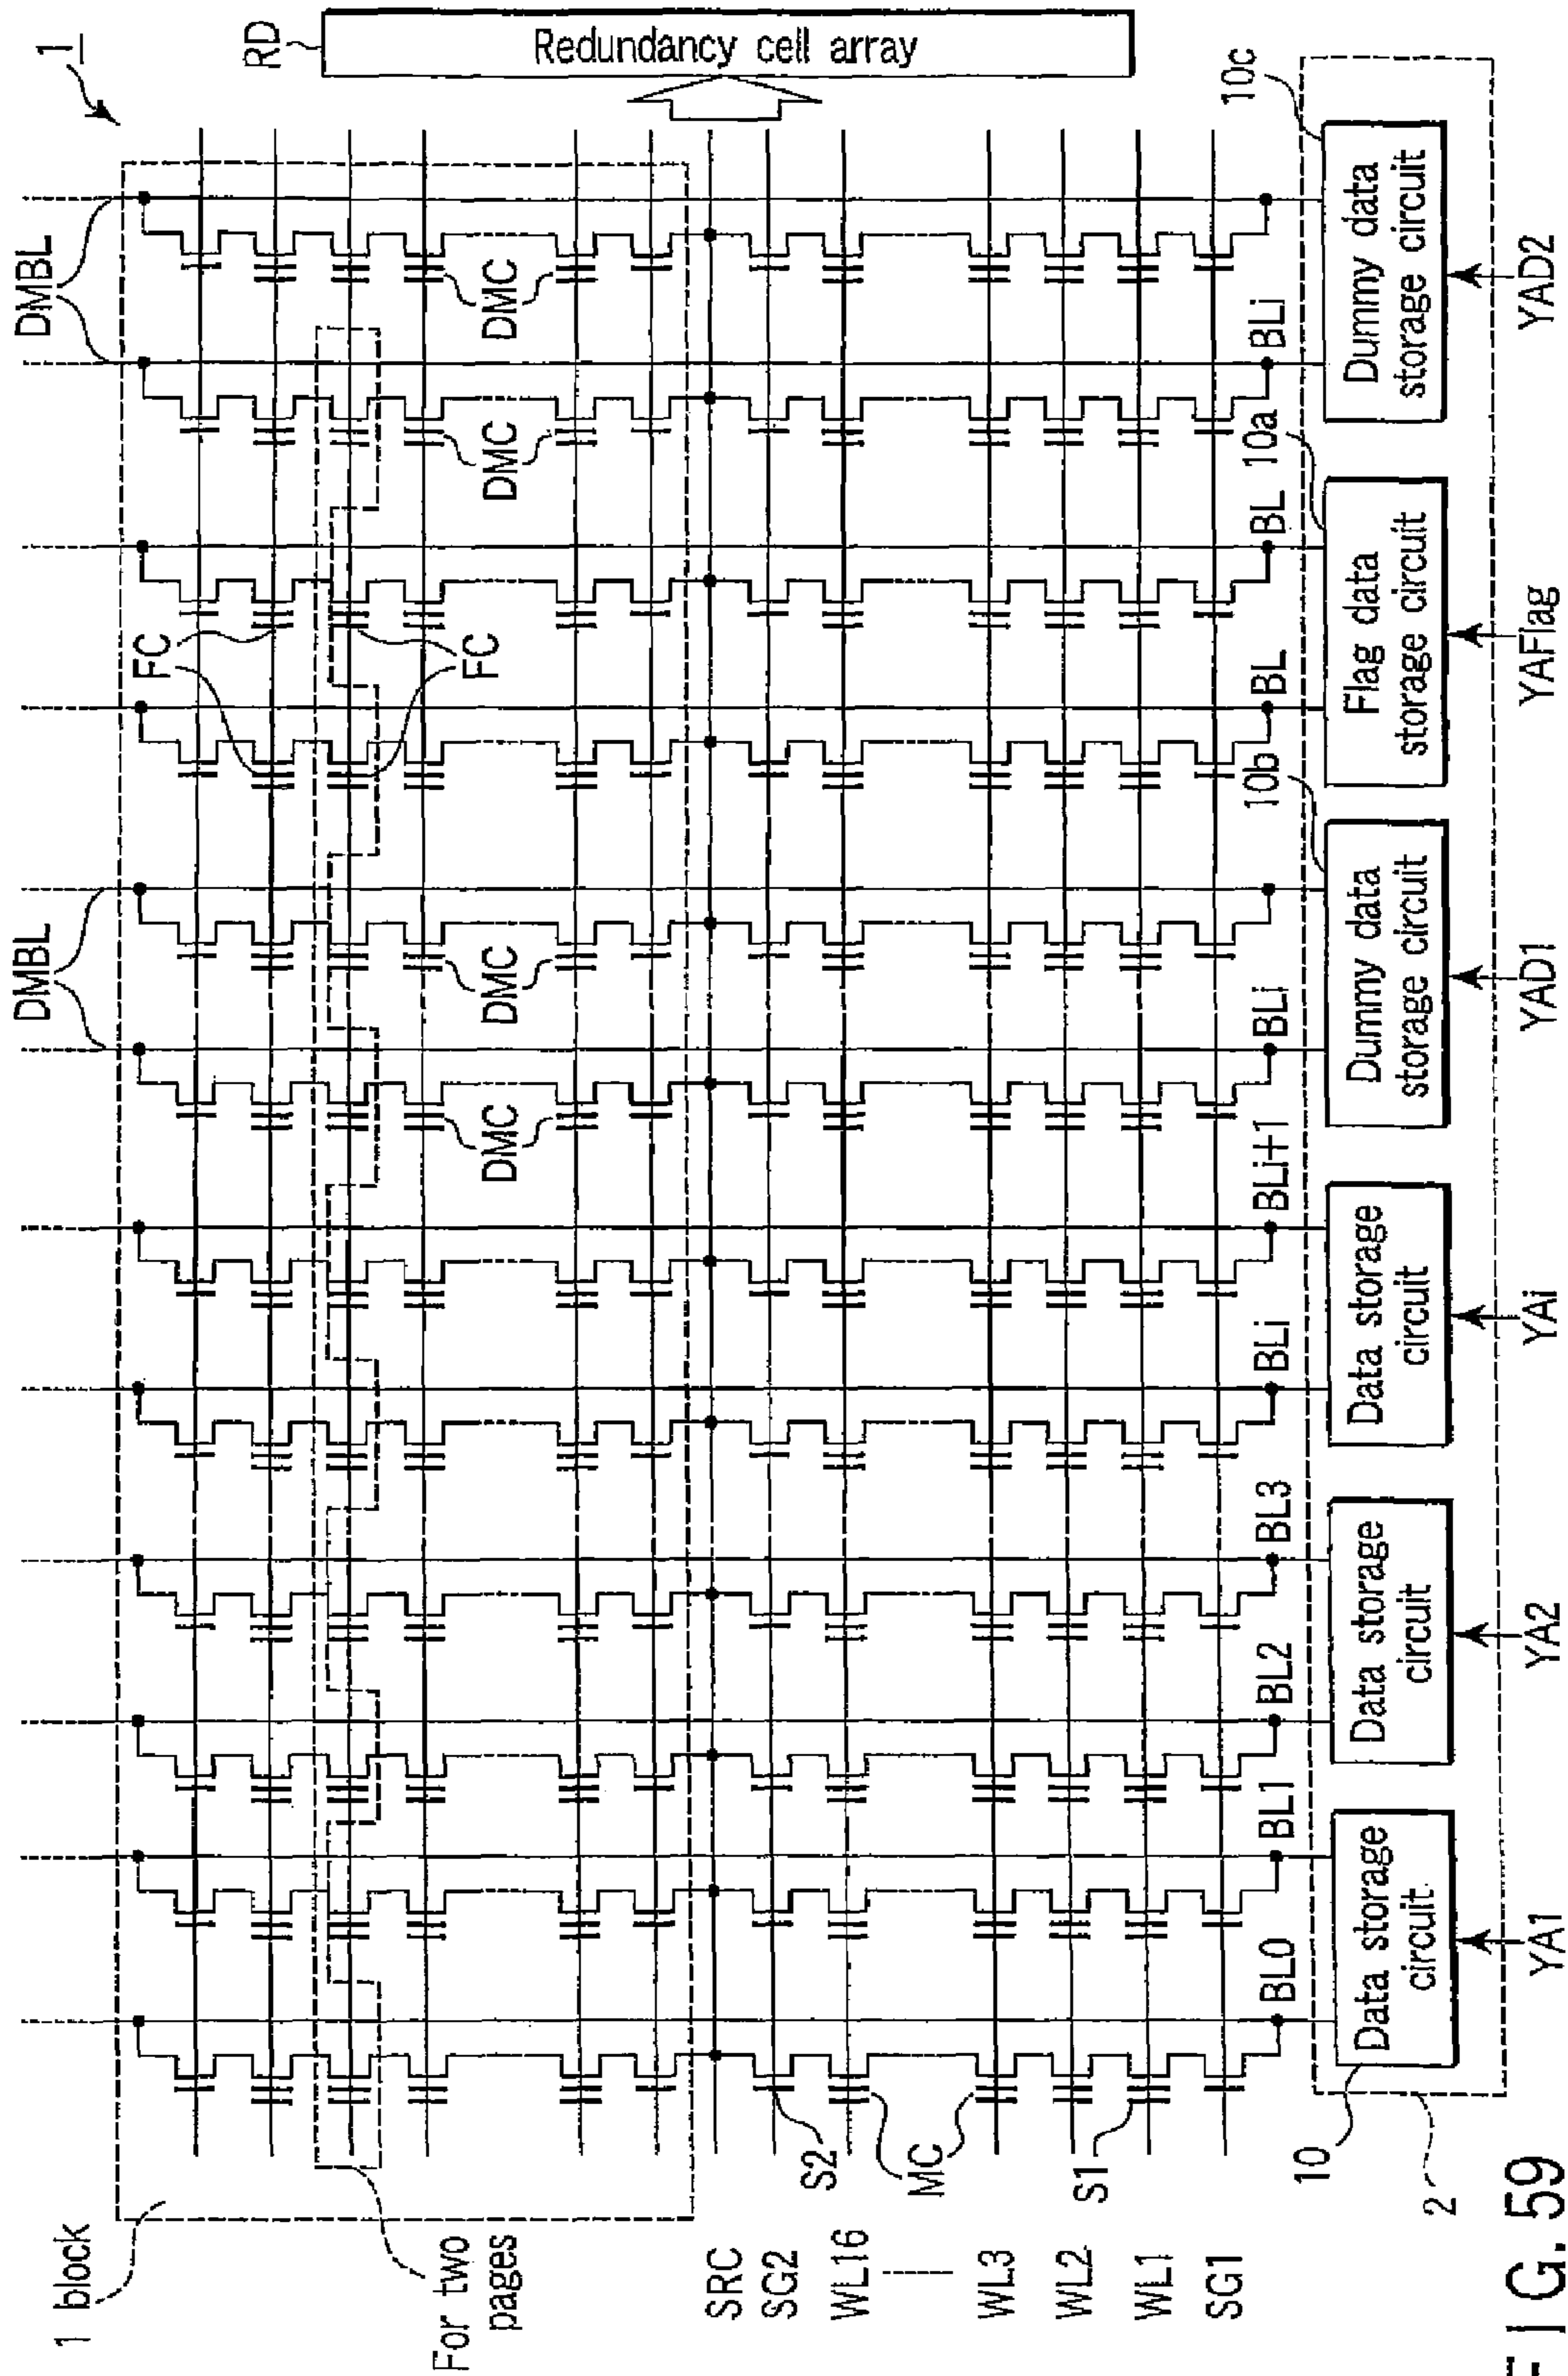 1 block
For two
pages
SRC
SG2
WL16
WL3
WL2
WL1
SG1
S2
MC
S1
10
2
DMBL
DMBL
1
RD
Redundancy cell array
FC
FC
DMC
DMC
DMC
DMC
BL0
BL1
BL2
BL3
BLi
BLi+1
BLi
10b
BL
BL
10a
BLi
10c
Data storage
circuit
Data storage
circuit
Data storage
circuit
Dummy data
storage circuit
Flag data
storage circuit
Dummy data
storage circuit
YA1
YA2
YAi
YAD1
YAFlag
YAD2
FIG. 59